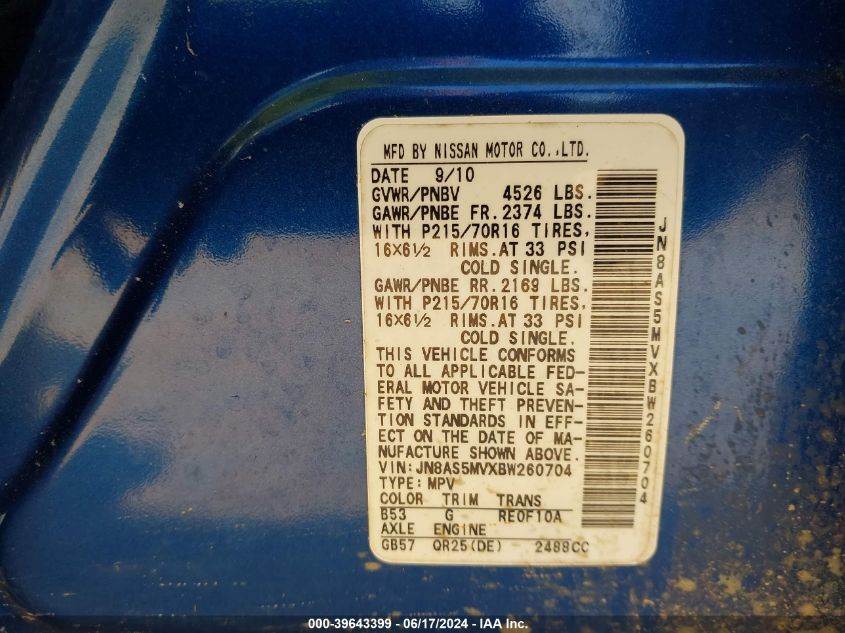 MFD BY NISSAN MOTOR CO.,LTD.
DATE 9/10
GVWR/PNBV 4526 LBS.
GAWR/PNBE FR. 2374 LBS.
WITH P215/70R16 TIRES,
16X6½ RIMS.AT 33 PSI
COLD SINGLE.
GAWR/PNBE RR. 2169 LBS.
WITH P215/70R16 TIRES,
16X6½ RIMS.AT 33 PSI
COLD SINGLE.
THIS VEHICLE CONFORMS
TO ALL APPLICABLE FED-
ERAL MOTOR VEHICLE SA-
FETY AND THEFT PREVEN-
TION STANDARDS IN EFF-
ECT ON THE DATE OF MA-
NUFACTURE SHOWN ABOVE.
VIN:JN8AS5MVXBW260704
TYPE: MPV
COLOR TRIM TRANS
B53 G RE0F10A
AXLE ENGINE
GB57 QR25(DE) 2488CC
JN8AS5MVXBW260704
000-39643399 - 06/17/2024 - IAA Inc.